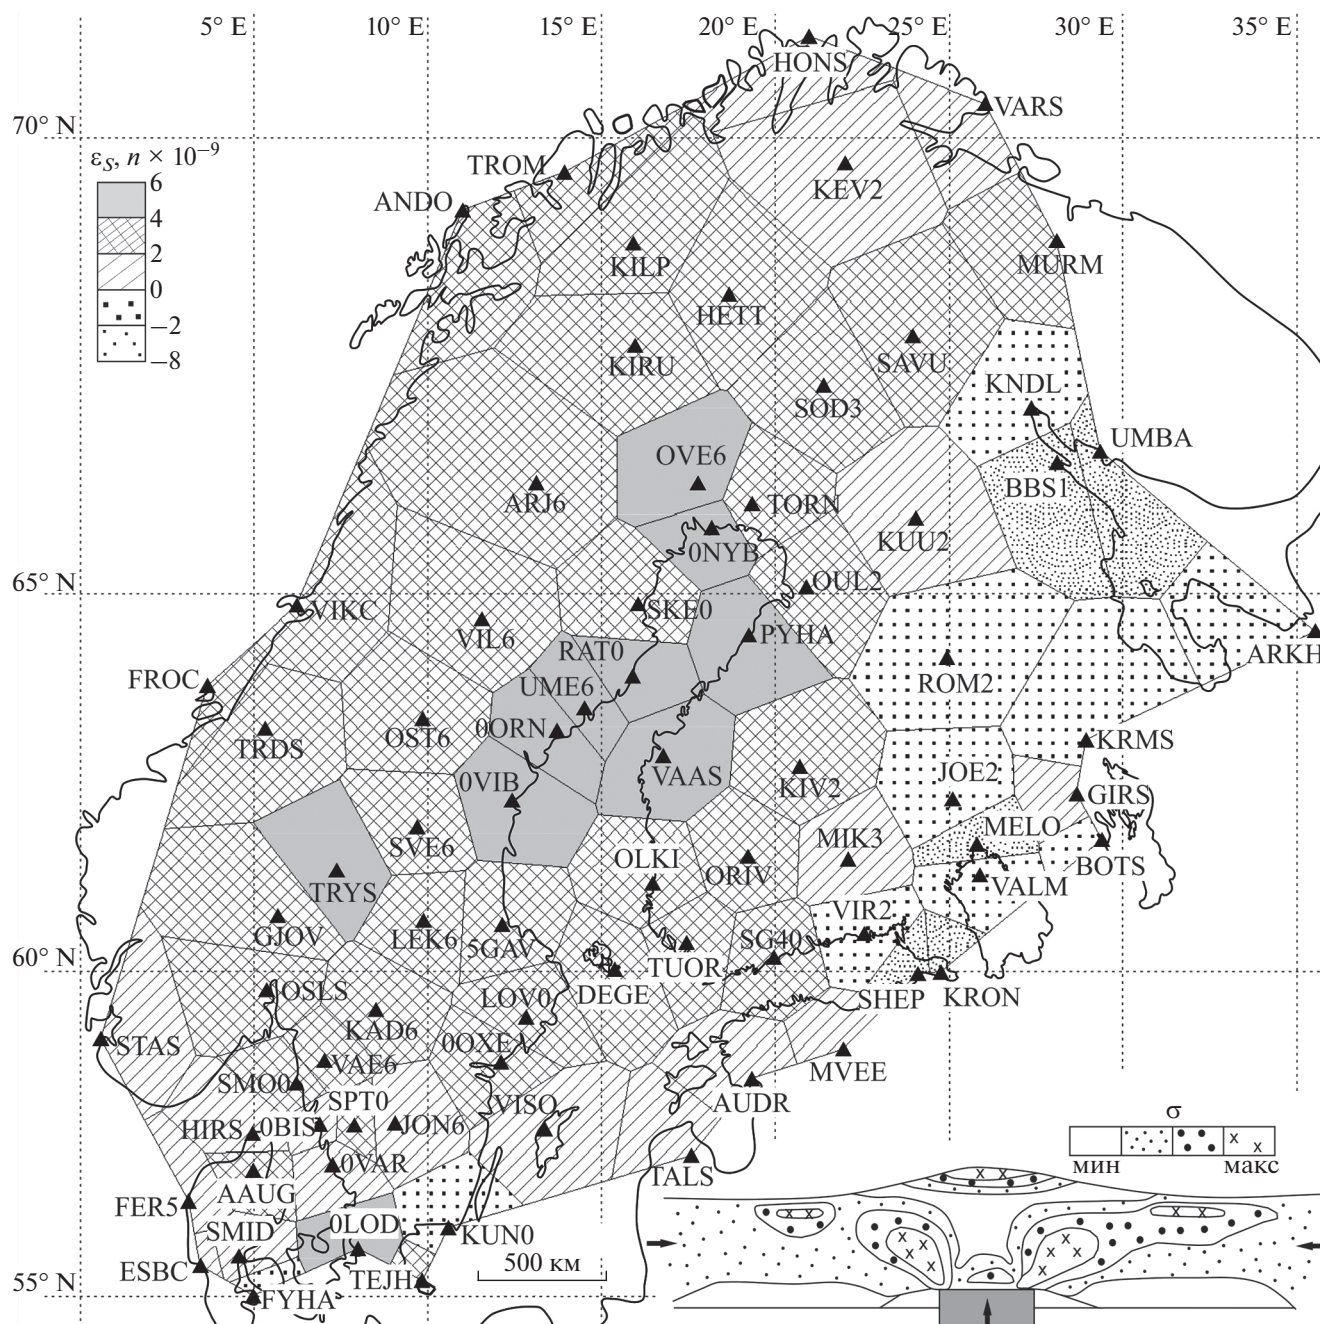 5° E
10° E
15° E
20° E
25° E
30° E
35° E
HONS
VARS
70° N
εS, n × 10⁻⁹
6
4
2
0
−2
−8
TROM
ANDO
KEV2
KILP
MURM
HETT
KIRU
SAVU
KNDL
SOD3
UMBA
OVE6
BBS1
ARJ6
TORN
KUU2
0NYB
65° N
OUL2
VIKC
SKE0
VIL6
PYHA
RAT0
ARKH
FROC
UME6
ROM2
0ORN
OST6
TRDS
KRMS
VAAS
JOE2
0VIB
KIV2
GIRS
MELO
SVE6
MIK3
OLKI
BOTS
ORIV
TRYS
VALM
VIR2
GJOV
LEK6
5GAV
SG40
60° N
TUOR
DEGE
OSLS
LOV0
SHEP
KRON
KAD6
STAS
0OXE
VAE6
MVEE
SMO0
SPT0
VISO
AUDR
HIRS
0BIS
JON6
σ
мин
макс
0VAR
TALS
AAUG
FER5
SMID
0LOD
KUN0
500 км
ESBC
TEJH
55° N
FYHA